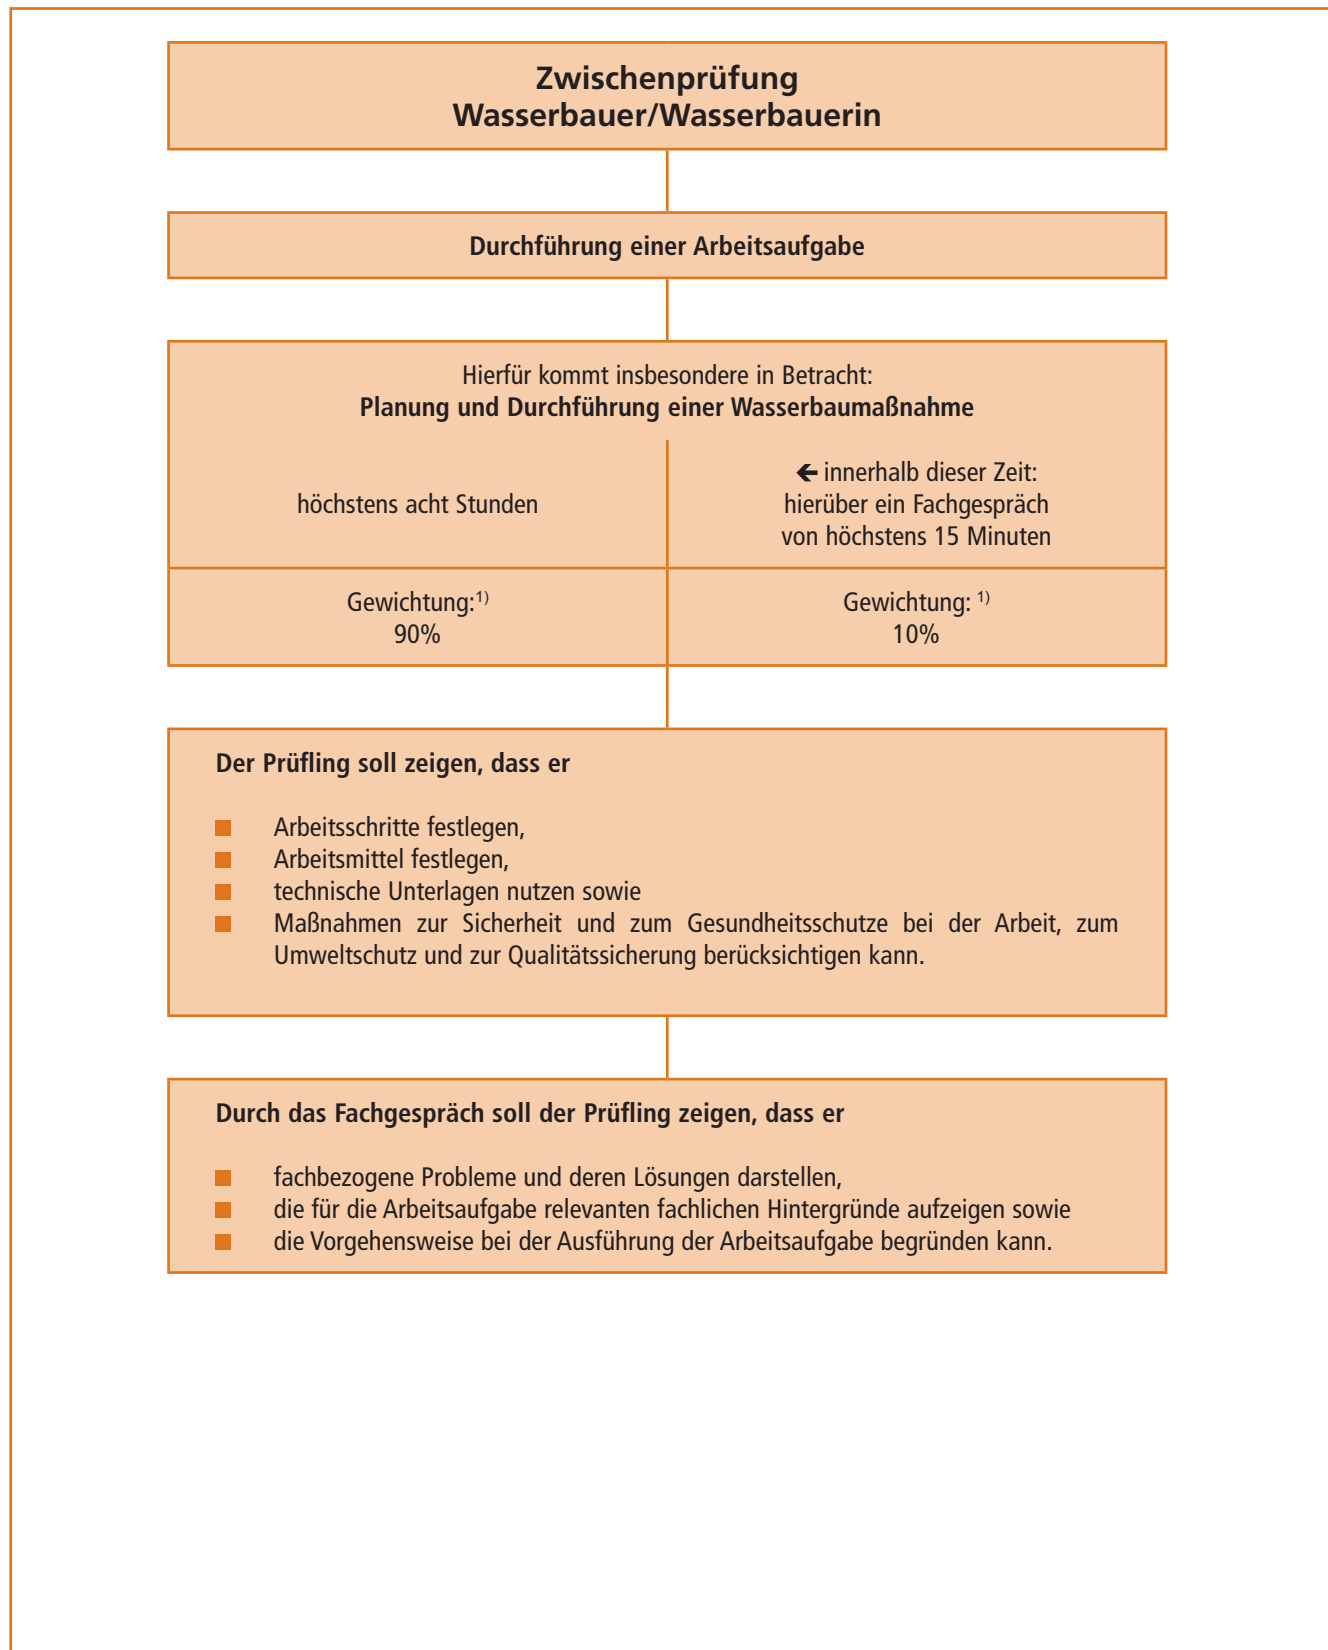 Zwischenprüfung
Wasserbauer/Wasserbauerin
Durchführung einer Arbeitsaufgabe
Hierfür kommt insbesondere in Betracht:
Planung und Durchführung einer Wasserbaumaßnahme
höchstens acht Stunden
← innerhalb dieser Zeit:
hierüber ein Fachgespräch
von höchstens 15 Minuten
Gewichtung:1)
90%
Gewichtung: 1)
10%
Der Prüfling soll zeigen, dass er
■ Arbeitsschritte festlegen,
■ Arbeitsmittel festlegen,
■ technische Unterlagen nutzen sowie
■ Maßnahmen zur Sicherheit und zum Gesundheitsschutze bei der Arbeit, zum
Umweltschutz und zur Qualitätssicherung berücksichtigen kann.
Durch das Fachgespräch soll der Prüfling zeigen, dass er
■ fachbezogene Probleme und deren Lösungen darstellen,
■ die für die Arbeitsaufgabe relevanten fachlichen Hintergründe aufzeigen sowie
■ die Vorgehensweise bei der Ausführung der Arbeitsaufgabe begründen kann.